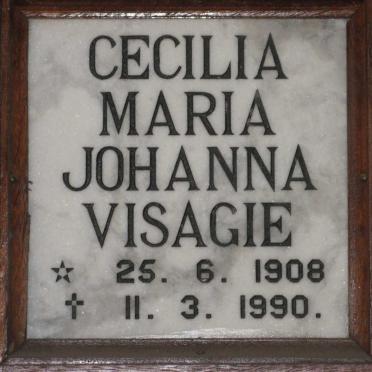 CECILIA
MARIA
JOHANNA
VISAGIE
☆ 25. 6. 1908
✝ 11. 3. 1990.